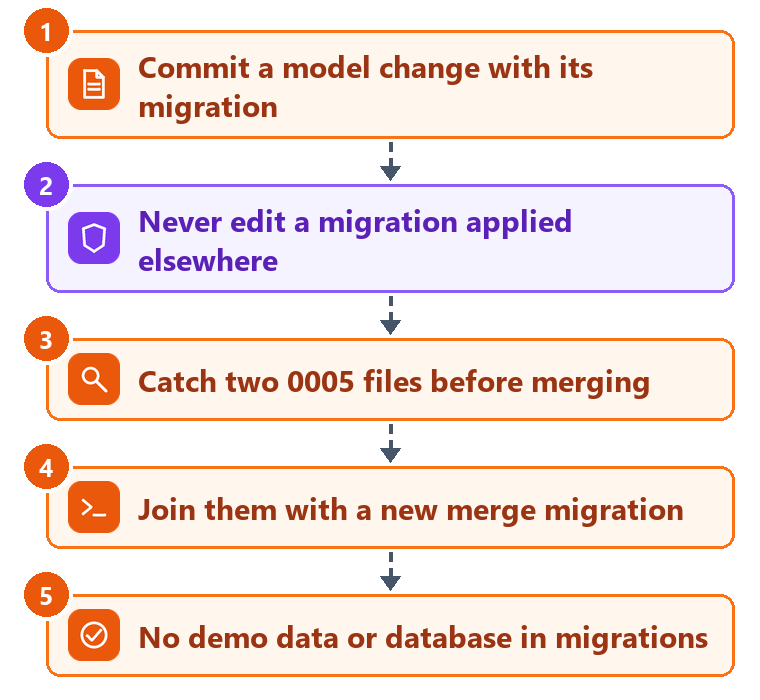 1
Commit a model change with its
migration
2
Never edit a migration applied
elsewhere
3
Catch two 0005 files before merging
4
Join them with a new merge migration
5
No demo data or database in migrations